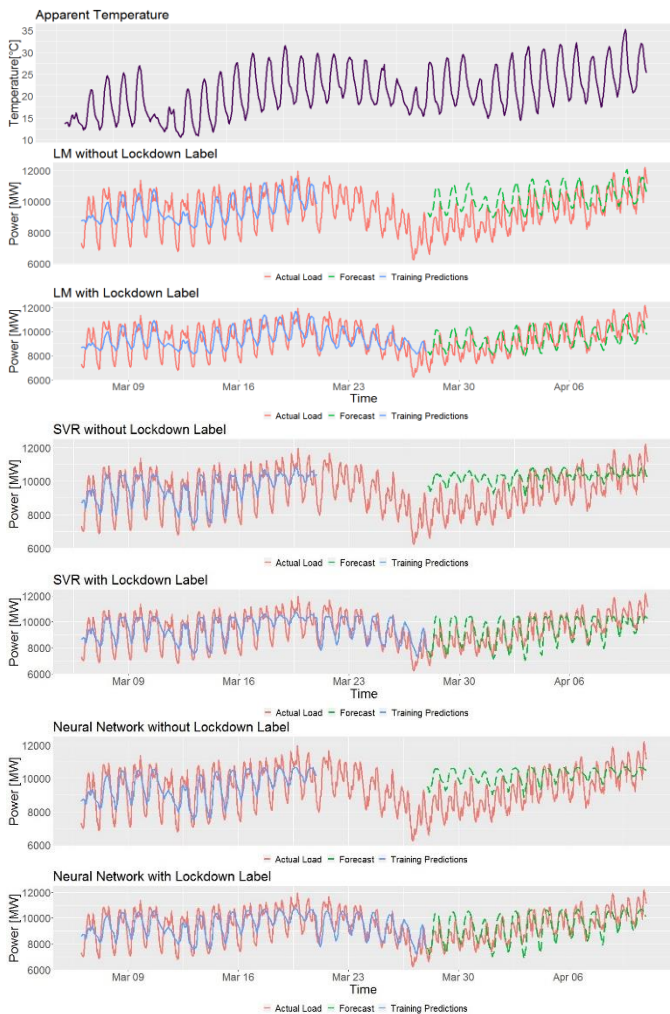 Apparent Temperature
Temperature[°C]
35
30
25
20
15
10
LM without Lockdown Label
Power [MW]
12000
10000
8000
6000
Actual Load Forecast Training Predictions
LM with Lockdown Label
Power [MW]
12000
10000
8000
6000
Mar 09 Mar 16 Mar 23 Mar 30 Apr 06
Time
Actual Load Forecast Training Predictions
SVR without Lockdown Label
Power [MW]
12000
10000
8000
6000
Actual Load Forecast Training Predictions
SVR with Lockdown Label
Power [MW]
12000
10000
8000
6000
Mar 09 Mar 16 Mar 23 Mar 30 Apr 06
Time
Actual Load Forecast Training Predictions
Neural Network without Lockdown Label
Power [MW]
12000
10000
8000
6000
Actual Load Forecast Training Predictions
Neural Network with Lockdown Label
Power [MW]
12000
10000
8000
6000
Mar 09 Mar 16 Mar 23 Mar 30 Apr 06
Time
Actual Load Forecast Training Predictions